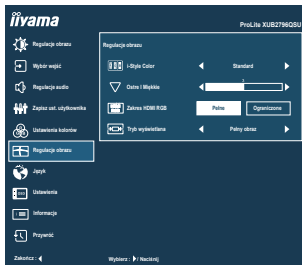 iiyama
ProLite XUB2796QSU
Regulacja obrazu
Wybór wejść
Regulacje audio
Zapisz ust. użytkownika
Ustawienia kolorów
Regulacje obrazu
Język
Ustawienia
Informacje
Przywróć
Regulacje obrazu
i-Style Color
Standard
Ostre I Miękkie
3
Zakres HDMI RGB
Pełne
Ograniczone
Tryb wyświetlana
Pełny obraz
Zakończ :
Wybierz : / Naciśnij